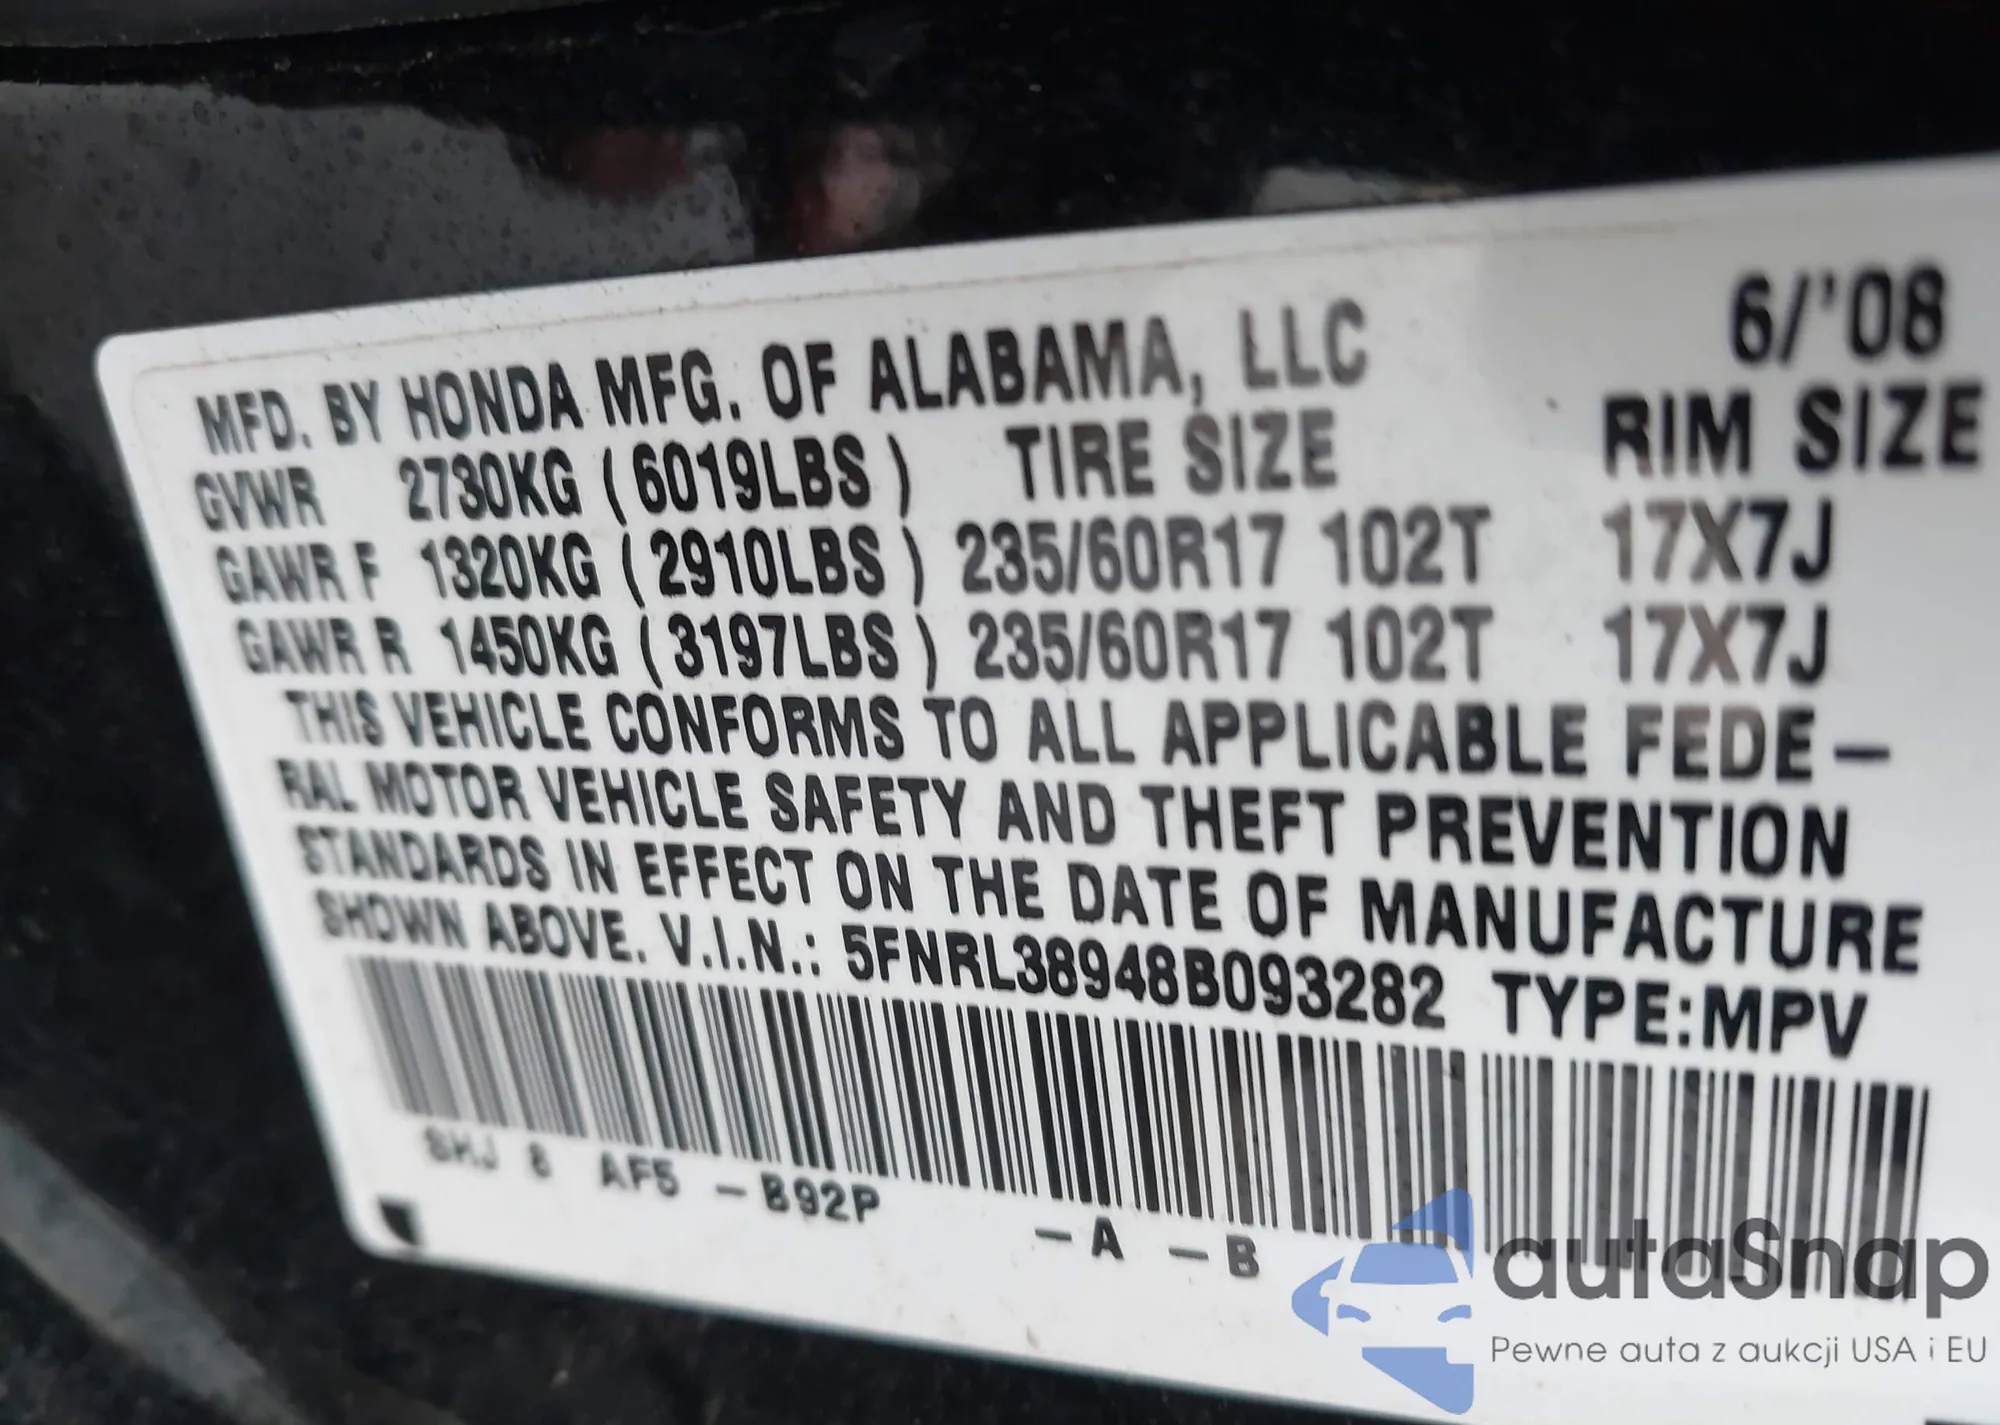 6/'08
MFD. BY HONDA MFG. OF ALABAMA, LLC
RIM SIZE
GVWR 2730KG ( 6019LBS ) TIRE SIZE
GAWR F 1320KG ( 2910LBS ) 235/60R17 102T 17X7J
GAWR R 1450KG ( 3197LBS ) 235/60R17 102T 17X7J
THIS VEHICLE CONFORMS TO ALL APPLICABLE FEDE–
RAL MOTOR VEHICLE SAFETY AND THEFT PREVENTION
STANDARDS IN EFFECT ON THE DATE OF MANUFACTURE
SHOWN ABOVE. V.I.N.: 5FNRL38948B093282 TYPE:MPV
SHJ 8 AF5 – B92P – A – B
autaSnap
Pewne auta z aukcji USA i EU